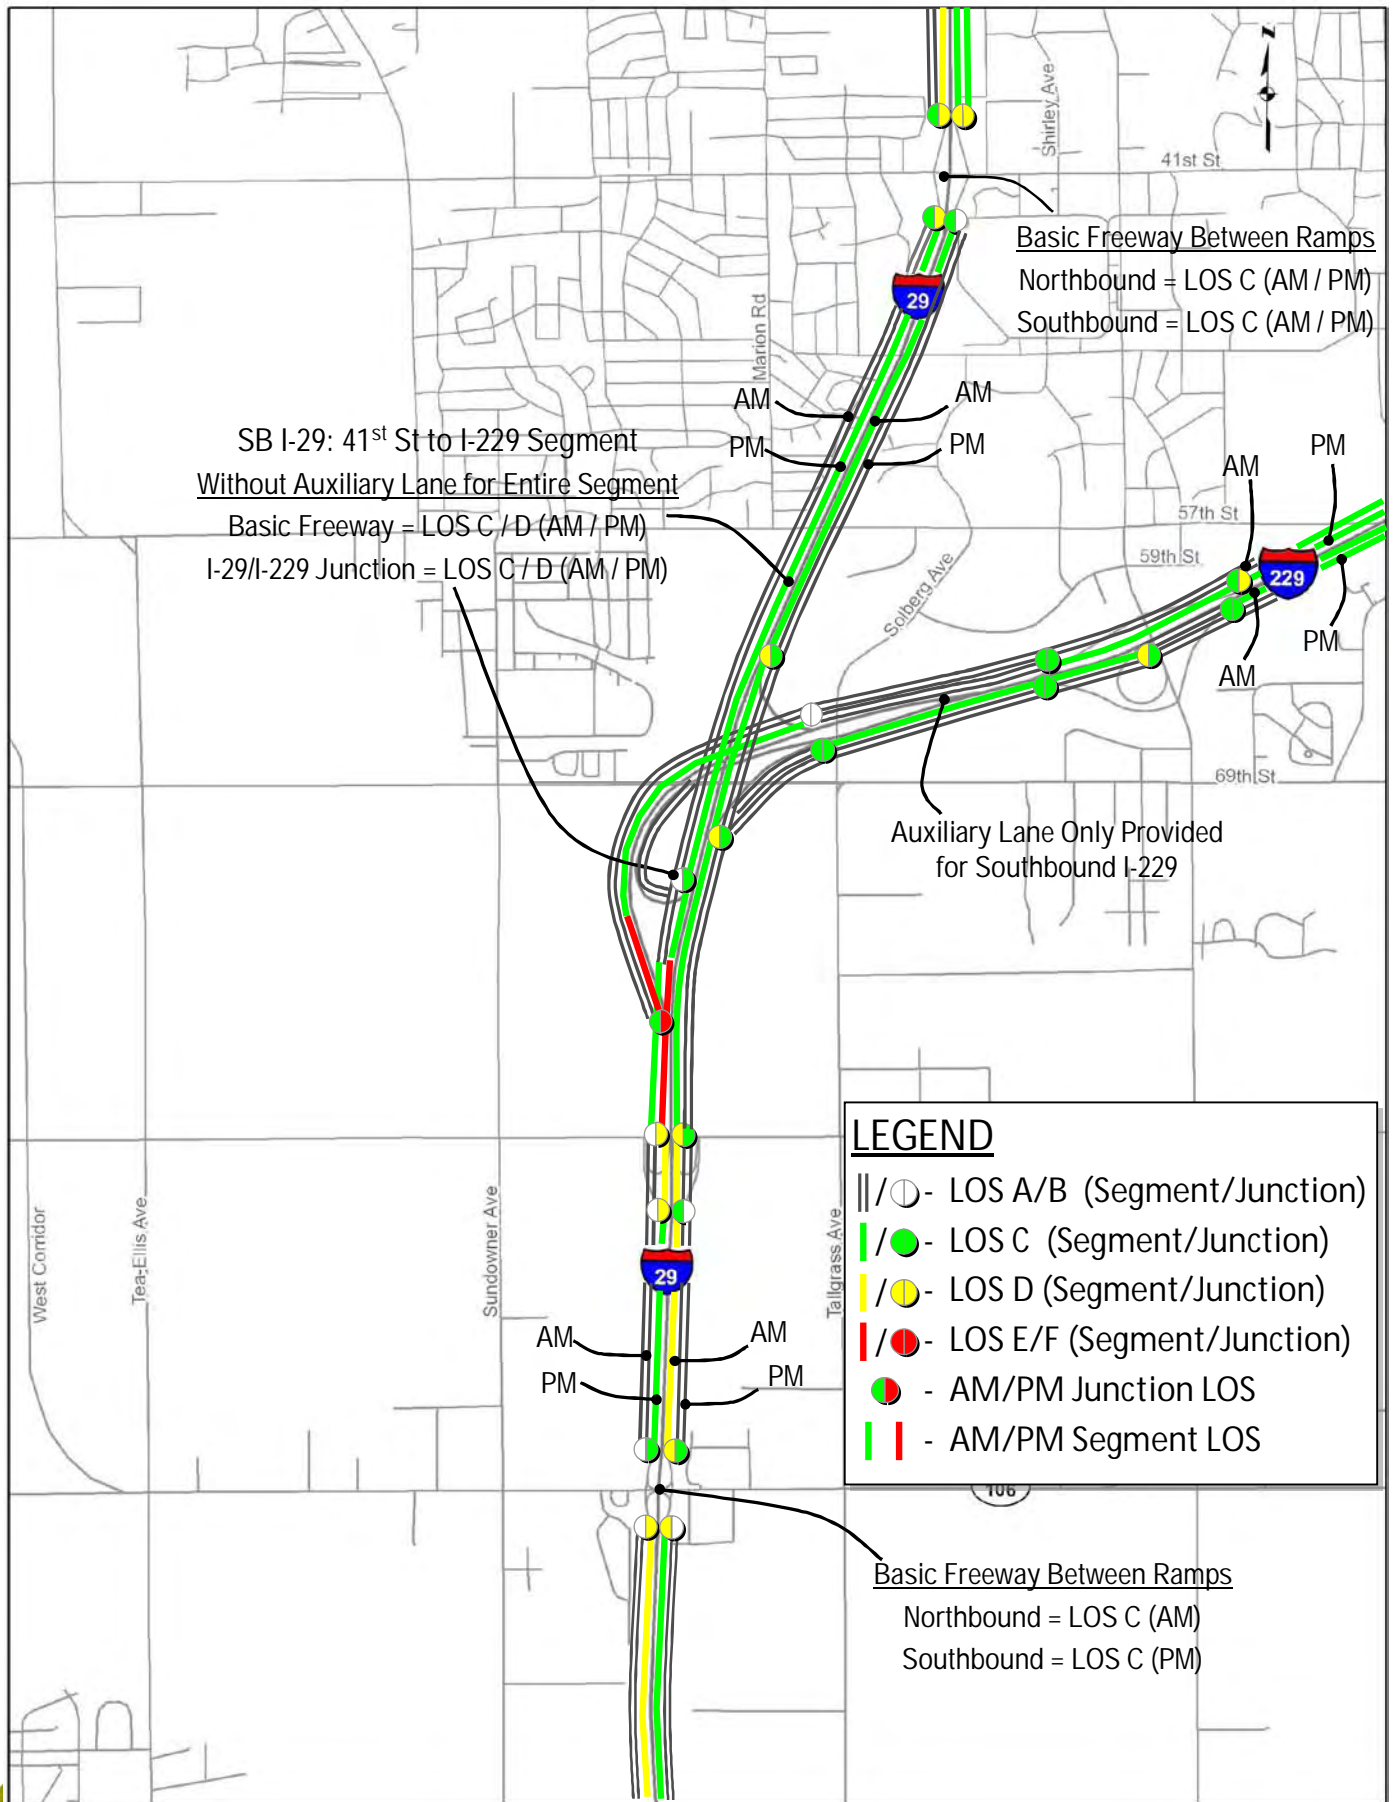 Shirley Ave
Z
41st St
Basic Freeway Between Ramps
Northbound = LOS C (AM / PM)
Southbound = LOS C (AM / PM)
29
Marion Rd
AM
AM
PM
PM
SB I-29: 41st St to I-229 Segment
Without Auxiliary Lane for Entire Segment
Basic Freeway = LOS C / D (AM / PM)
I-29/I-229 Junction = LOS C / D (AM / PM)
PM
AM
57th St
59th St
229
Solberg Ave
PM
AM
69th St
Auxiliary Lane Only Provided
for Southbound I-229
LEGEND
/ - LOS A/B (Segment/Junction)
/ - LOS C (Segment/Junction)
/ - LOS D (Segment/Junction)
/ - LOS E/F (Segment/Junction)
- AM/PM Junction LOS
- AM/PM Segment LOS
West Corridor
Tea-Ellis Ave
Sundowner Ave
Tallgrass Ave
29
AM
AM
PM
PM
106
Basic Freeway Between Ramps
Northbound = LOS C (AM)
Southbound = LOS C (PM)